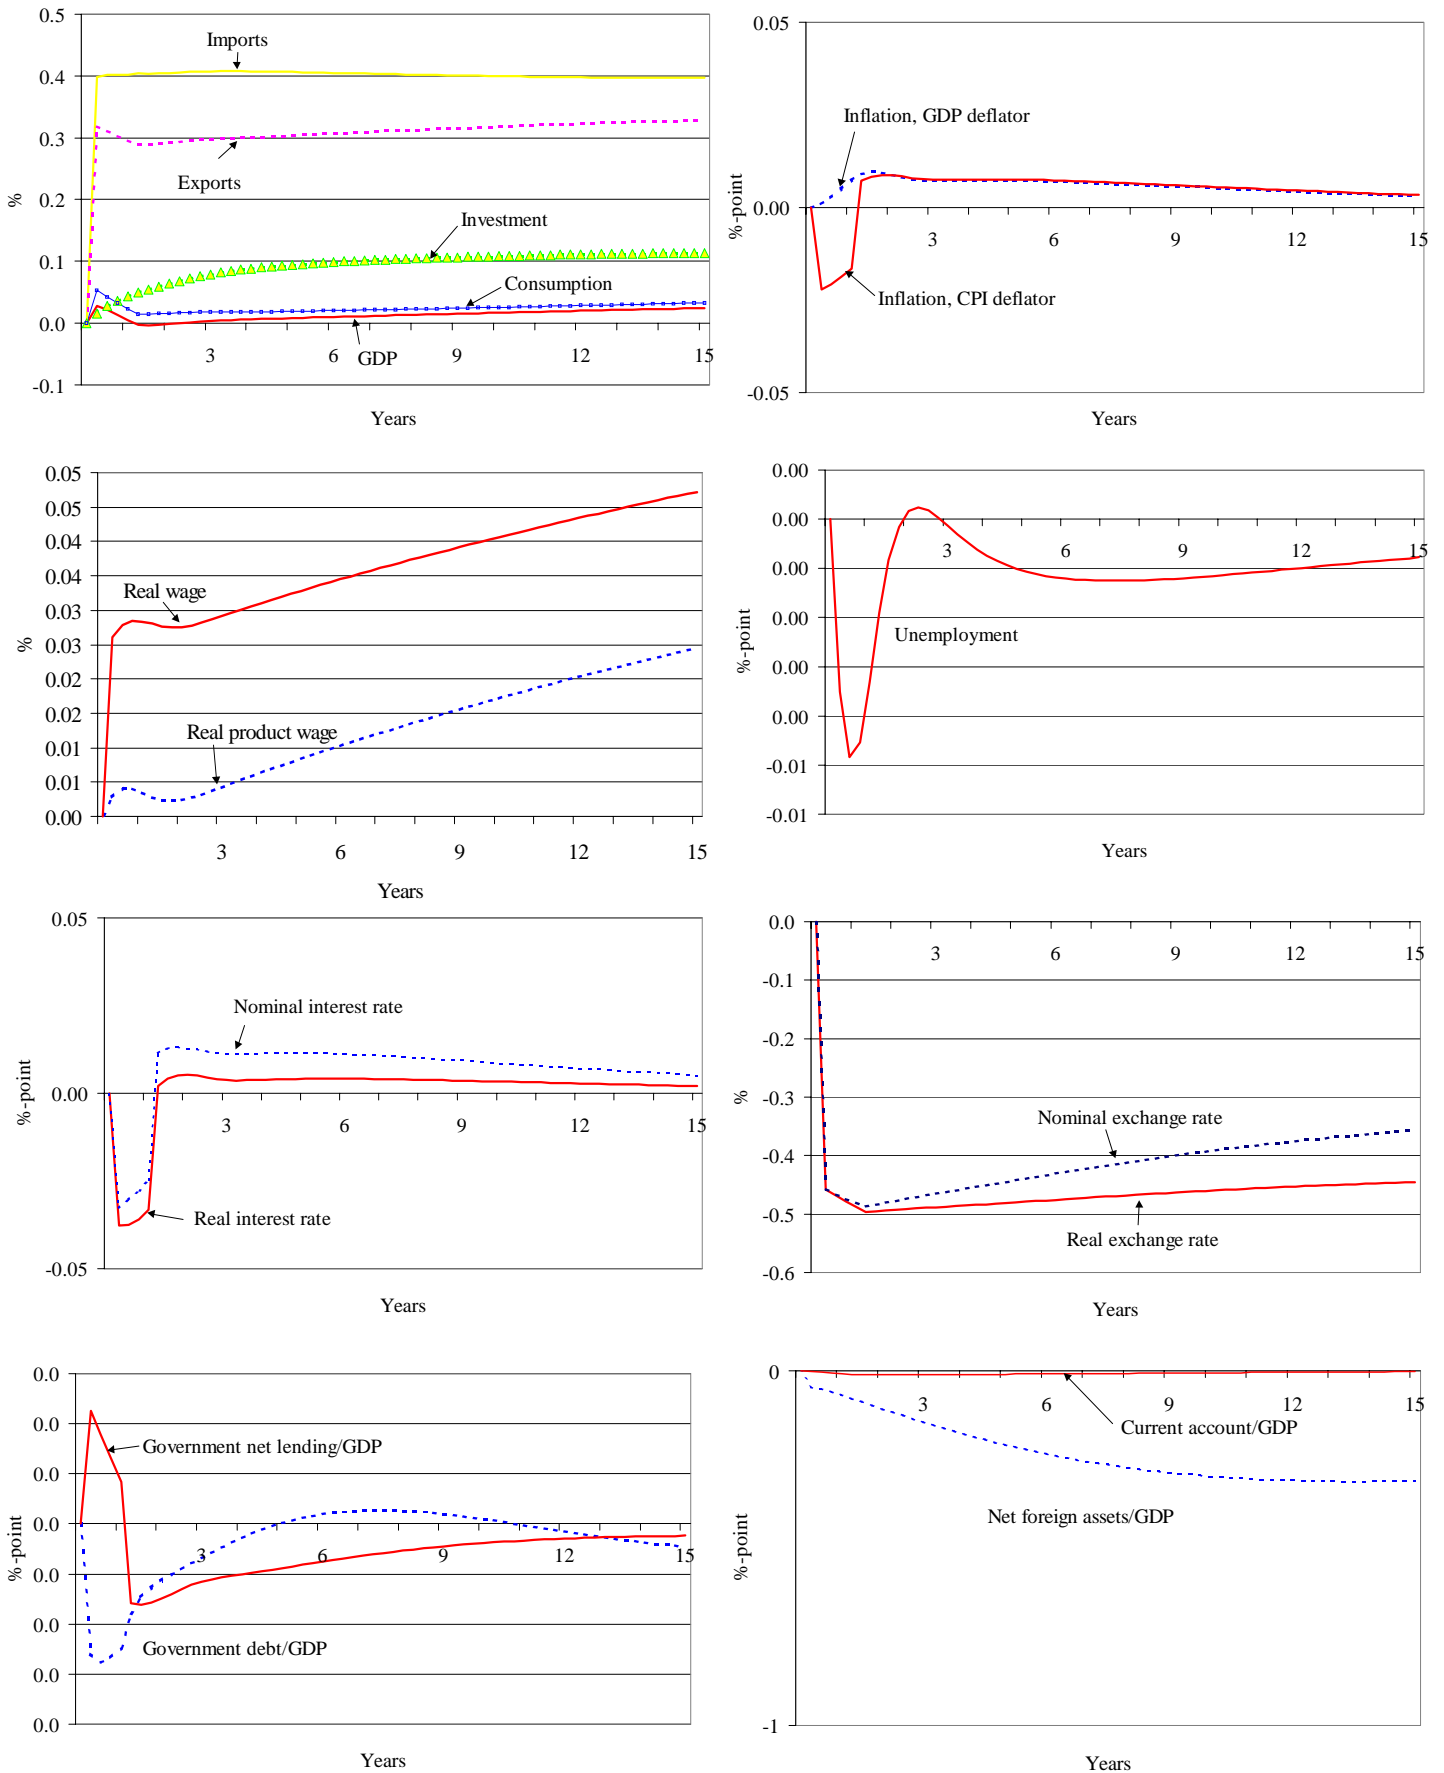 0.5
Imports
0.4
0.3
Exports
%
0.2
Investment
0.1
Consumption
0.0
3 6 9 12 15
GDP
-0.1
Years
0.05
Inflation, GDP deflator
%-point
0.00
3 6 9 12 15
Inflation, CPI deflator
-0.05
Years
0.05
0.05
0.04
0.04
Real wage
0.03
%
0.03
0.02
0.02
Real product wage
0.01
0.01
0.00
3 6 9 12 15
Years
0.00
0.00
3 6 9 12 15
0.00
0.00
Unemployment
%-point
0.00
0.00
-0.01
-0.01
Years
0.05
Nominal interest rate
%-point
0.00
3 6 9 12 15
Real interest rate
-0.05
Years
0.0
3 6 9 12 15
-0.1
-0.2
%
-0.3
Nominal exchange rate
-0.4
-0.5
Real exchange rate
-0.6
Years
0.0
0.0
Government net lending/GDP
0.0
0.0
%-point
3 6 9 12 15
0.0
0.0
Government debt/GDP
0.0
0.0
Years
0
3 6 9 12 15
Current account/GDP
Net foreign assets/GDP
%-point
-1
Years